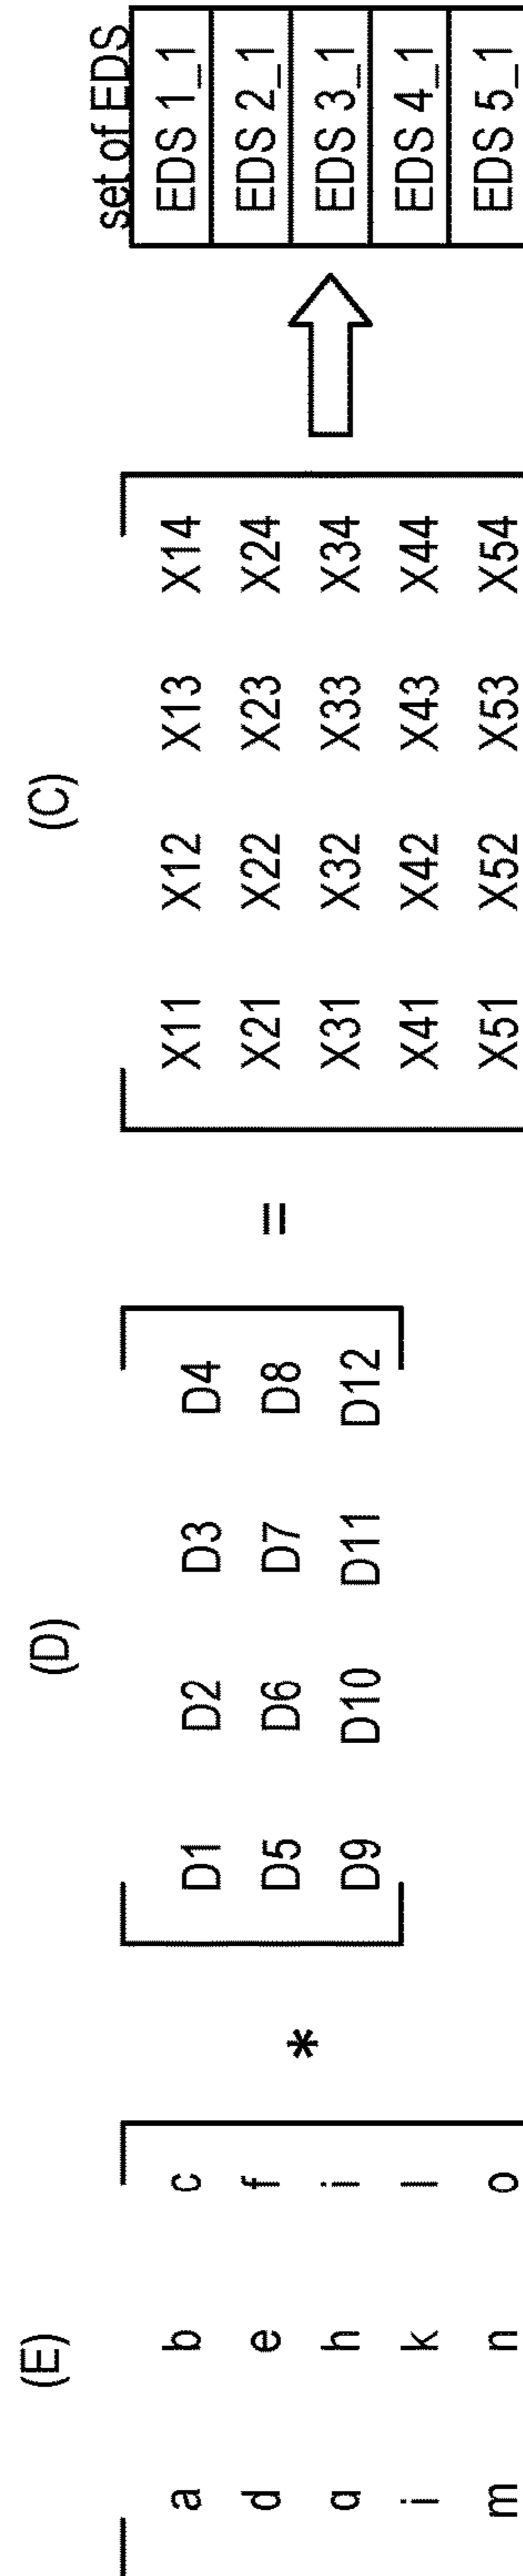 (E)
a b c
d e f
g h i
j k l
m n o
*
(D)
D1 D2 D3 D4
D5 D6 D7 D8
D9 D10 D11 D12
=
(C)
X11 X12 X13 X14
X21 X22 X23 X24
X31 X32 X33 X34
X41 X42 X43 X44
X51 X52 X53 X54
set of EDS
EDS 1_1
EDS 2_1
EDS 3_1
EDS 4_1
EDS 5_1